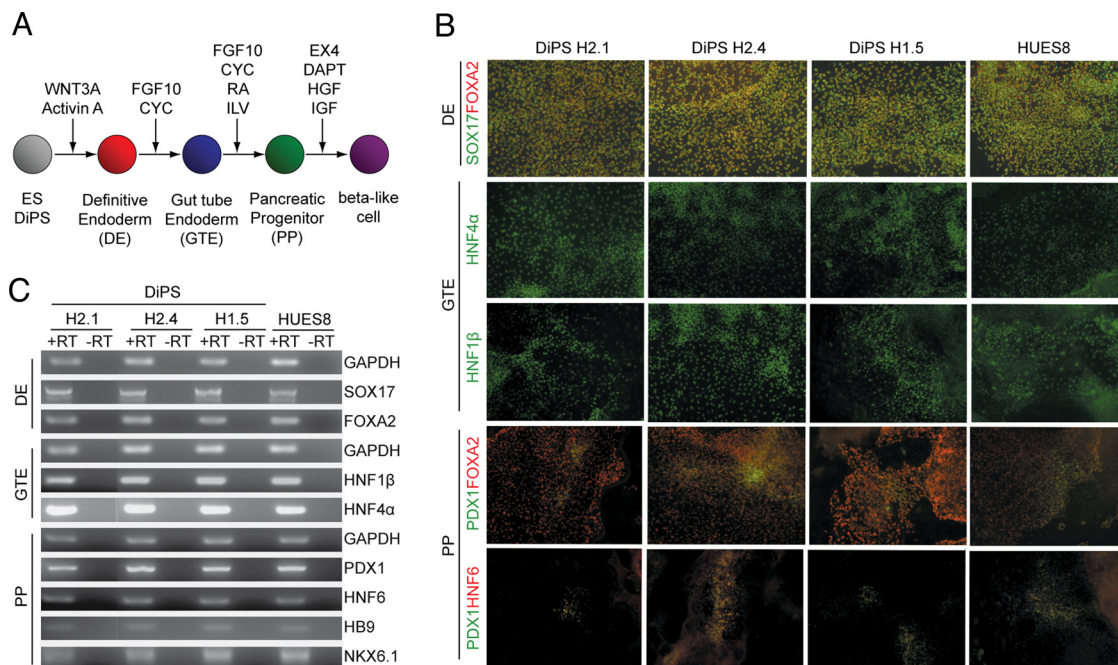 A
WNT3A
Activin A
FGF10
CYC
FGF10
CYC
RA
ILV
EX4
DAPT
HGF
IGF
ES
DiPS
Definitive
Endoderm
(DE)
Gut tube
Endoderm
(GTE)
Pancreatic
Progenitor
(PP)
beta-like
cell
B
DiPS H2.1
DiPS H2.4
DiPS H1.5
HUES8
DE
SOX17FOXA2
GTE
HNF4α
HNF1β
PP
PDX1FOXA2
PDX1HNF6
C
DiPS
H2.1
H2.4
H1.5
HUES8
+RT -RT +RT -RT +RT -RT +RT -RT
DE
GAPDH
SOX17
FOXA2
GTE
GAPDH
HNF1β
HNF4α
PP
GAPDH
PDX1
HNF6
HB9
NKX6.1